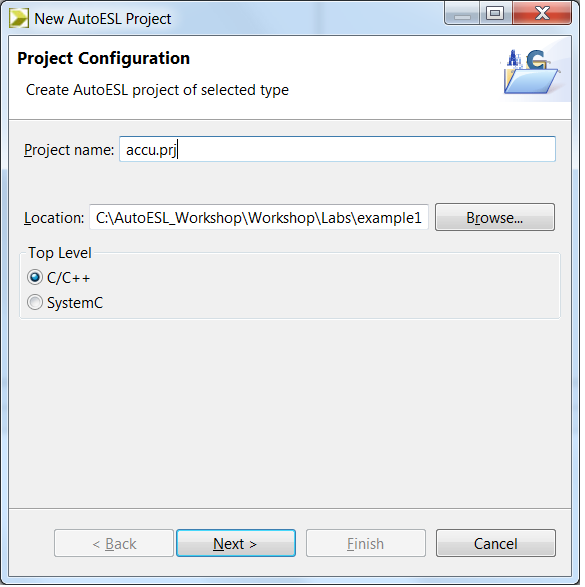 New AutoESL Project
Project Configuration
Create AutoESL project of selected type
Project name: accu.prj
Location: C:\AutoESL_Workshop\Workshop\Labs\example1 Browse...
Top Level
C/C++
SystemC
< Back Next > Finish Cancel